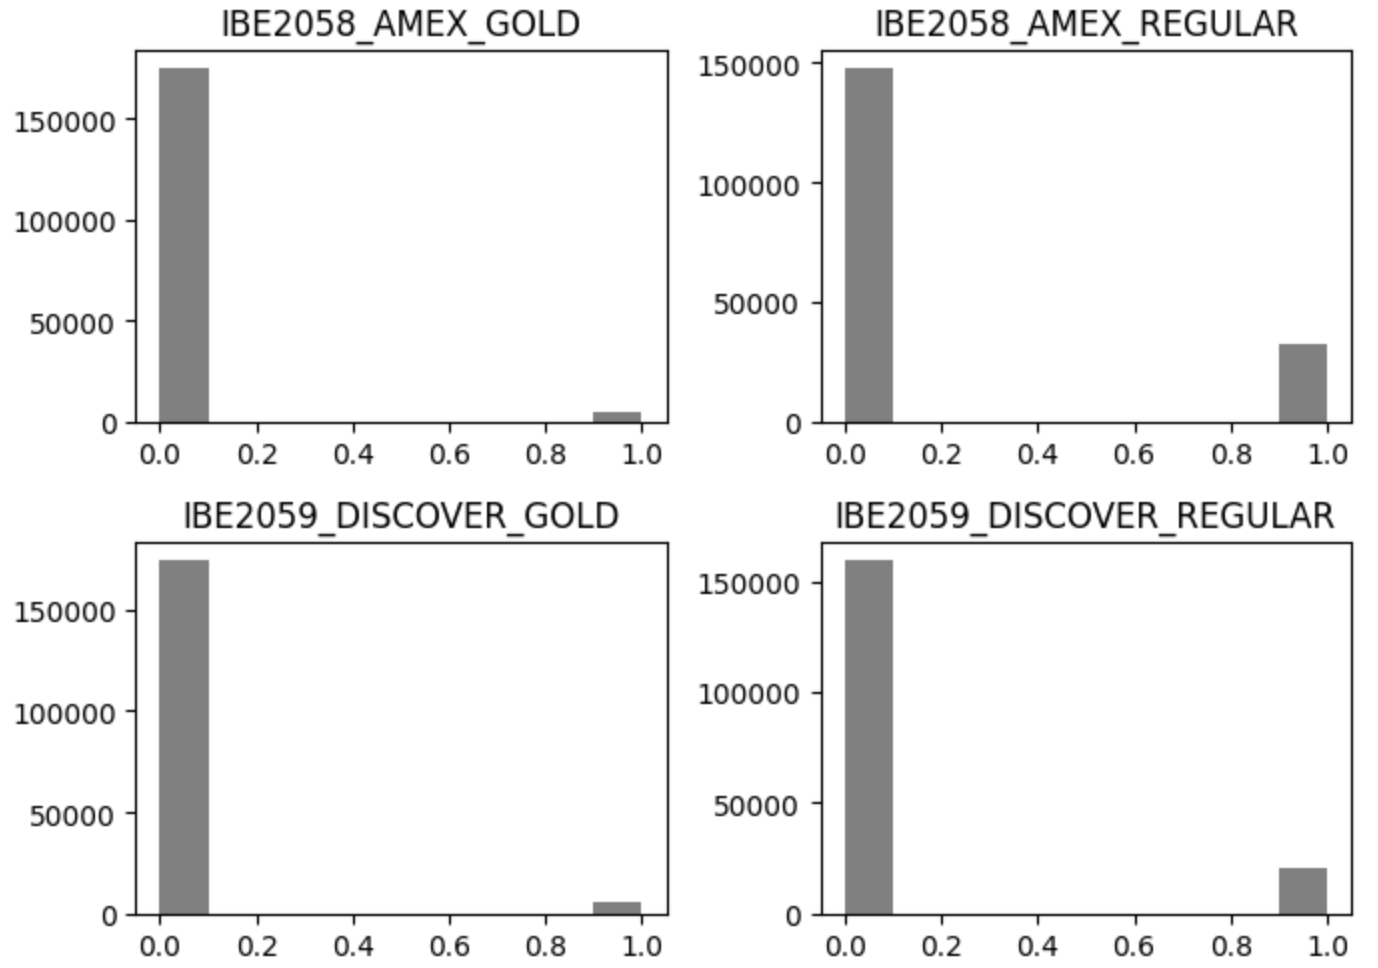 IBE2058_AMEX_GOLD
150000
100000
50000
0
0.0 0.2 0.4 0.6 0.8 1.0
IBE2058_AMEX_REGULAR
150000
100000
50000
0
0.0 0.2 0.4 0.6 0.8 1.0
IBE2059_DISCOVER_GOLD
150000
100000
50000
0
0.0 0.2 0.4 0.6 0.8 1.0
IBE2059_DISCOVER_REGULAR
150000
100000
50000
0
0.0 0.2 0.4 0.6 0.8 1.0